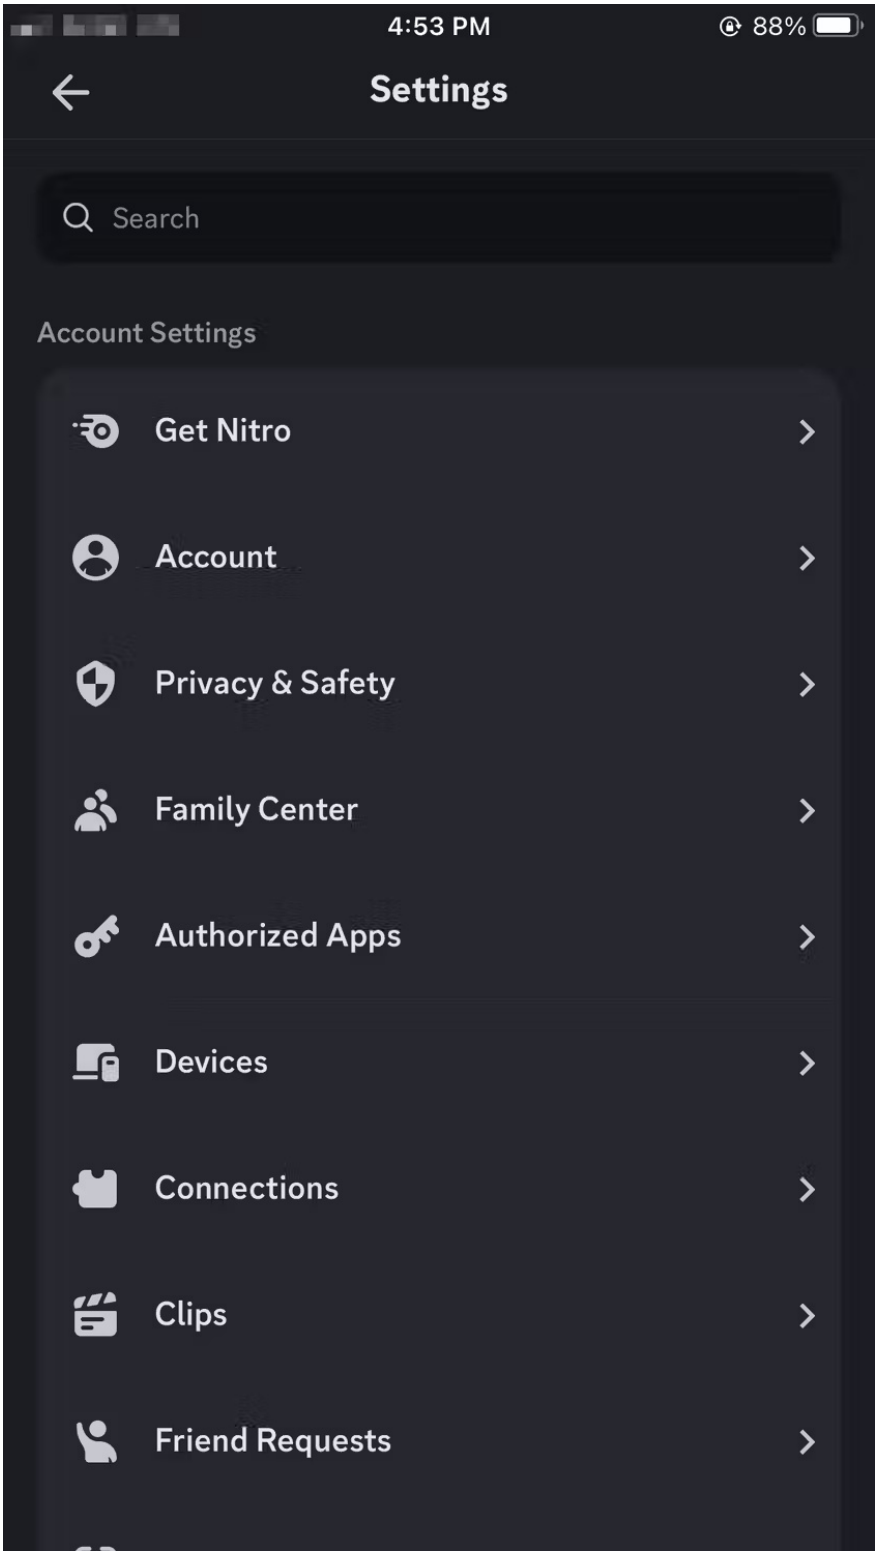 4:53 PM 88%
Settings
Search
Account Settings
Get Nitro
Account
Privacy & Safety
Family Center
Authorized Apps
Devices
Connections
Clips
Friend Requests